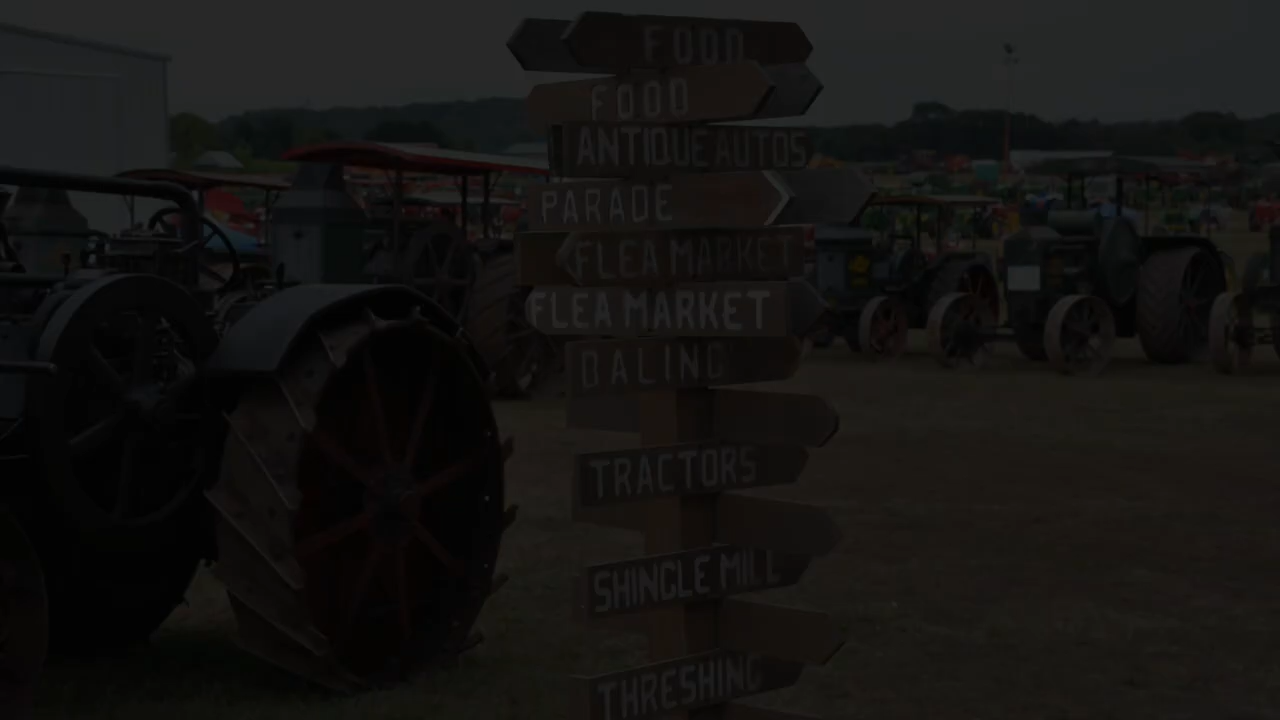 FOOD
FOOD
ANTIQUE AUTOS
PARADE
FLEA MARKET
FLEA MARKET
BALING
TRACTORS
SHINGLE MILL
THRESHING